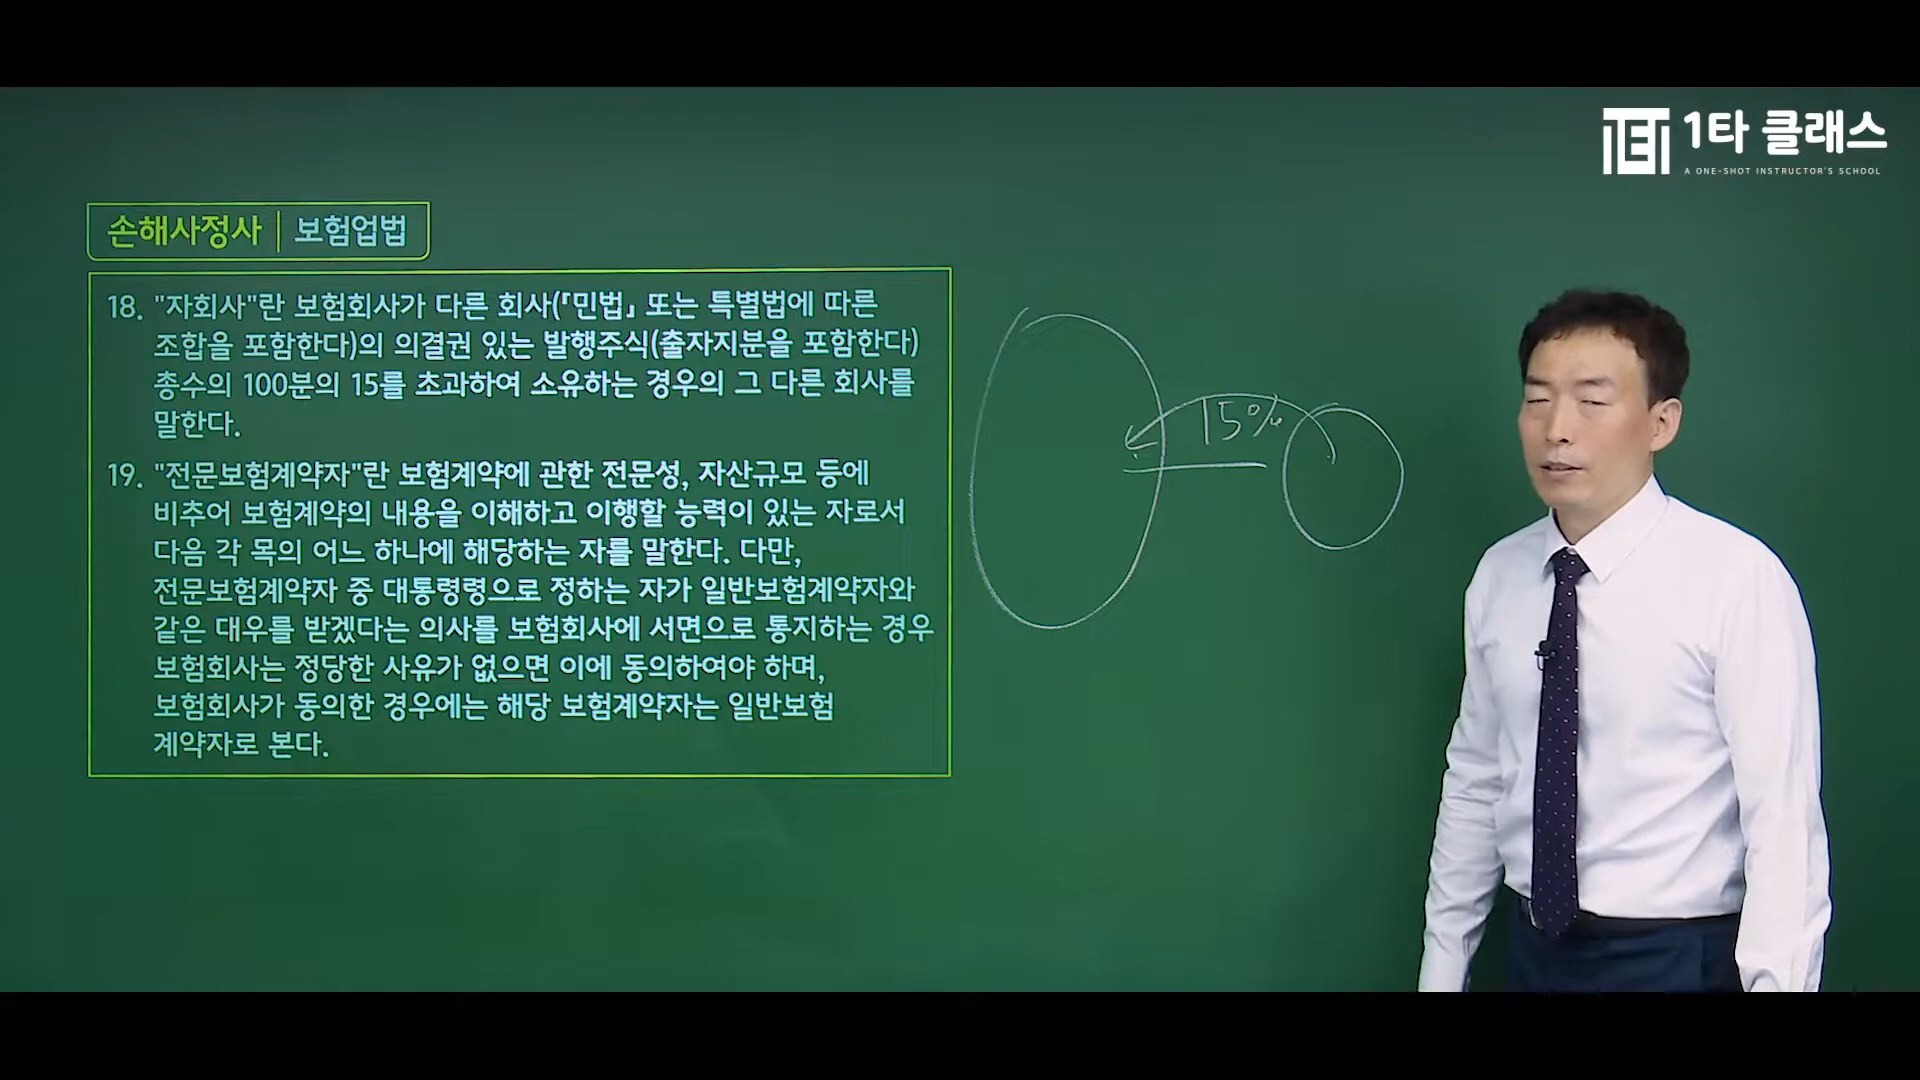 1타 클래스
A ONE-SHOT INSTRUCTOR'S SCHOOL
손해사정사 | 보험업법
18. "자회사"란 보험회사가 다른 회사(「민법」 또는 특별법에 따른
조합을 포함한다)의 의결권 있는 발행주식(출자지분을 포함한다)
총수의 100분의 15를 초과하여 소유하는 경우의 그 다른 회사를
말한다.
19. "전문보험계약자"란 보험계약에 관한 전문성, 자산규모 등에
비추어 보험계약의 내용을 이해하고 이행할 능력이 있는 자로서
다음 각 목의 어느 하나에 해당하는 자를 말한다. 다만,
전문보험계약자 중 대통령령으로 정하는 자가 일반보험계약자와
같은 대우를 받겠다는 의사를 보험회사에 서면으로 통지하는 경우
보험회사는 정당한 사유가 없으면 이에 동의하여야 하며,
보험회사가 동의한 경우에는 해당 보험계약자는 일반보험
계약자로 본다.
15%